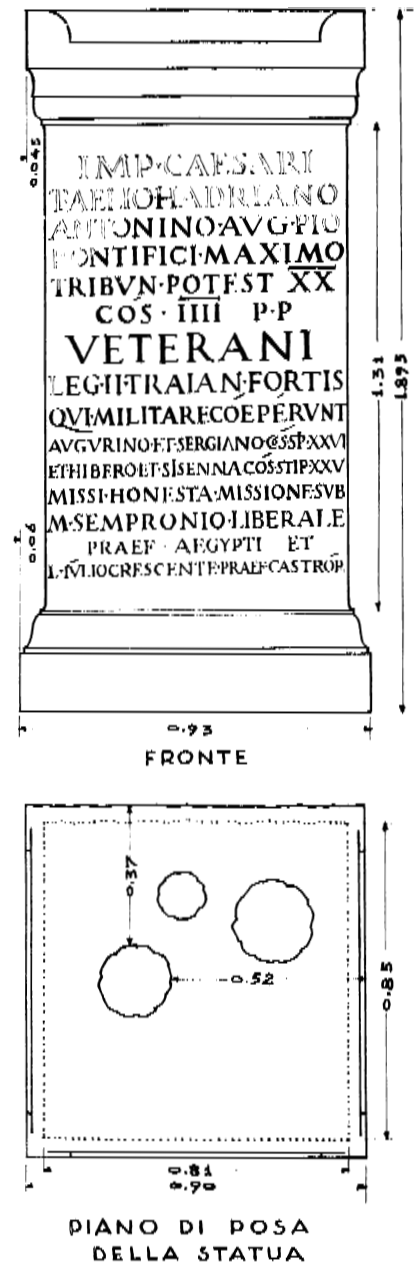 IMP·CAESARI
T·AELIO·HADRIANO
ANTONINO·AVG·PIO
PONTIFICI·MAXIMO
TRIBVN·POTEST XX
COS · IIII P·P
VETERANI
LEG·II·TRAIAN·FORTIS
QVI·MILITARE·COEPERVNT
AVGVRINO·ET·SERGIANO·COS·STIP·XXVI
ET·HIBERO·ET·SISENNA·COS·STIP·XXV
MISSI·HONESTA·MISSIONE·SVB
M·SEMPRONIO·LIBERALE
PRAEF · AEGYPTI ET
L·IVLIO·CRESCENTE·PRAEF·CASTROR
0.045
1.31
1.893
0.06
0.93
FRONTE
0.37
0.52
0.85
0.81
0.90
PIANO DI POSA
DELLA STATUA